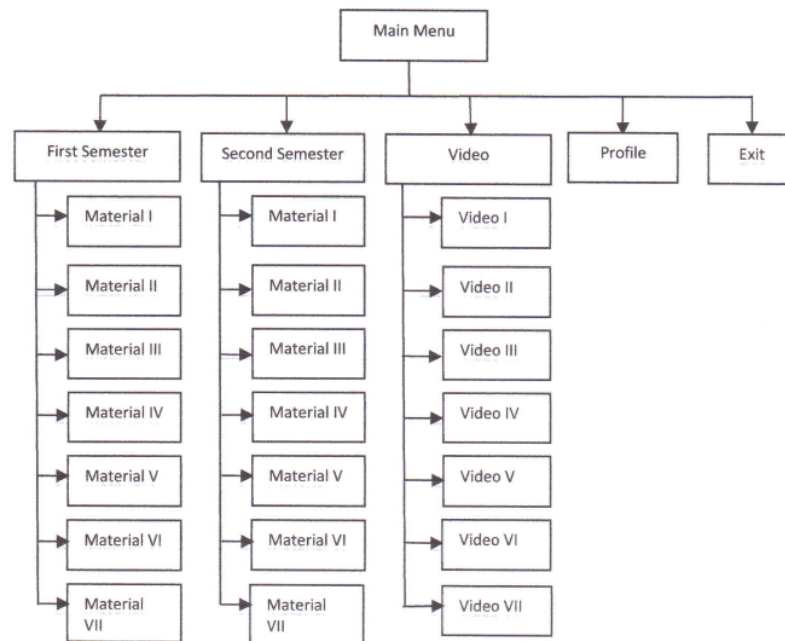 Main Menu
First Semester
Second Semester
Video
Profile
Exit
Material I
Material II
Material III
Material IV
Material V
Material VI
Material
VII
Material I
Material II
Material III
Material IV
Material V
Material VI
Material
VII
Video I
Video II
Video III
Video IV
Video V
Video VI
Video VII